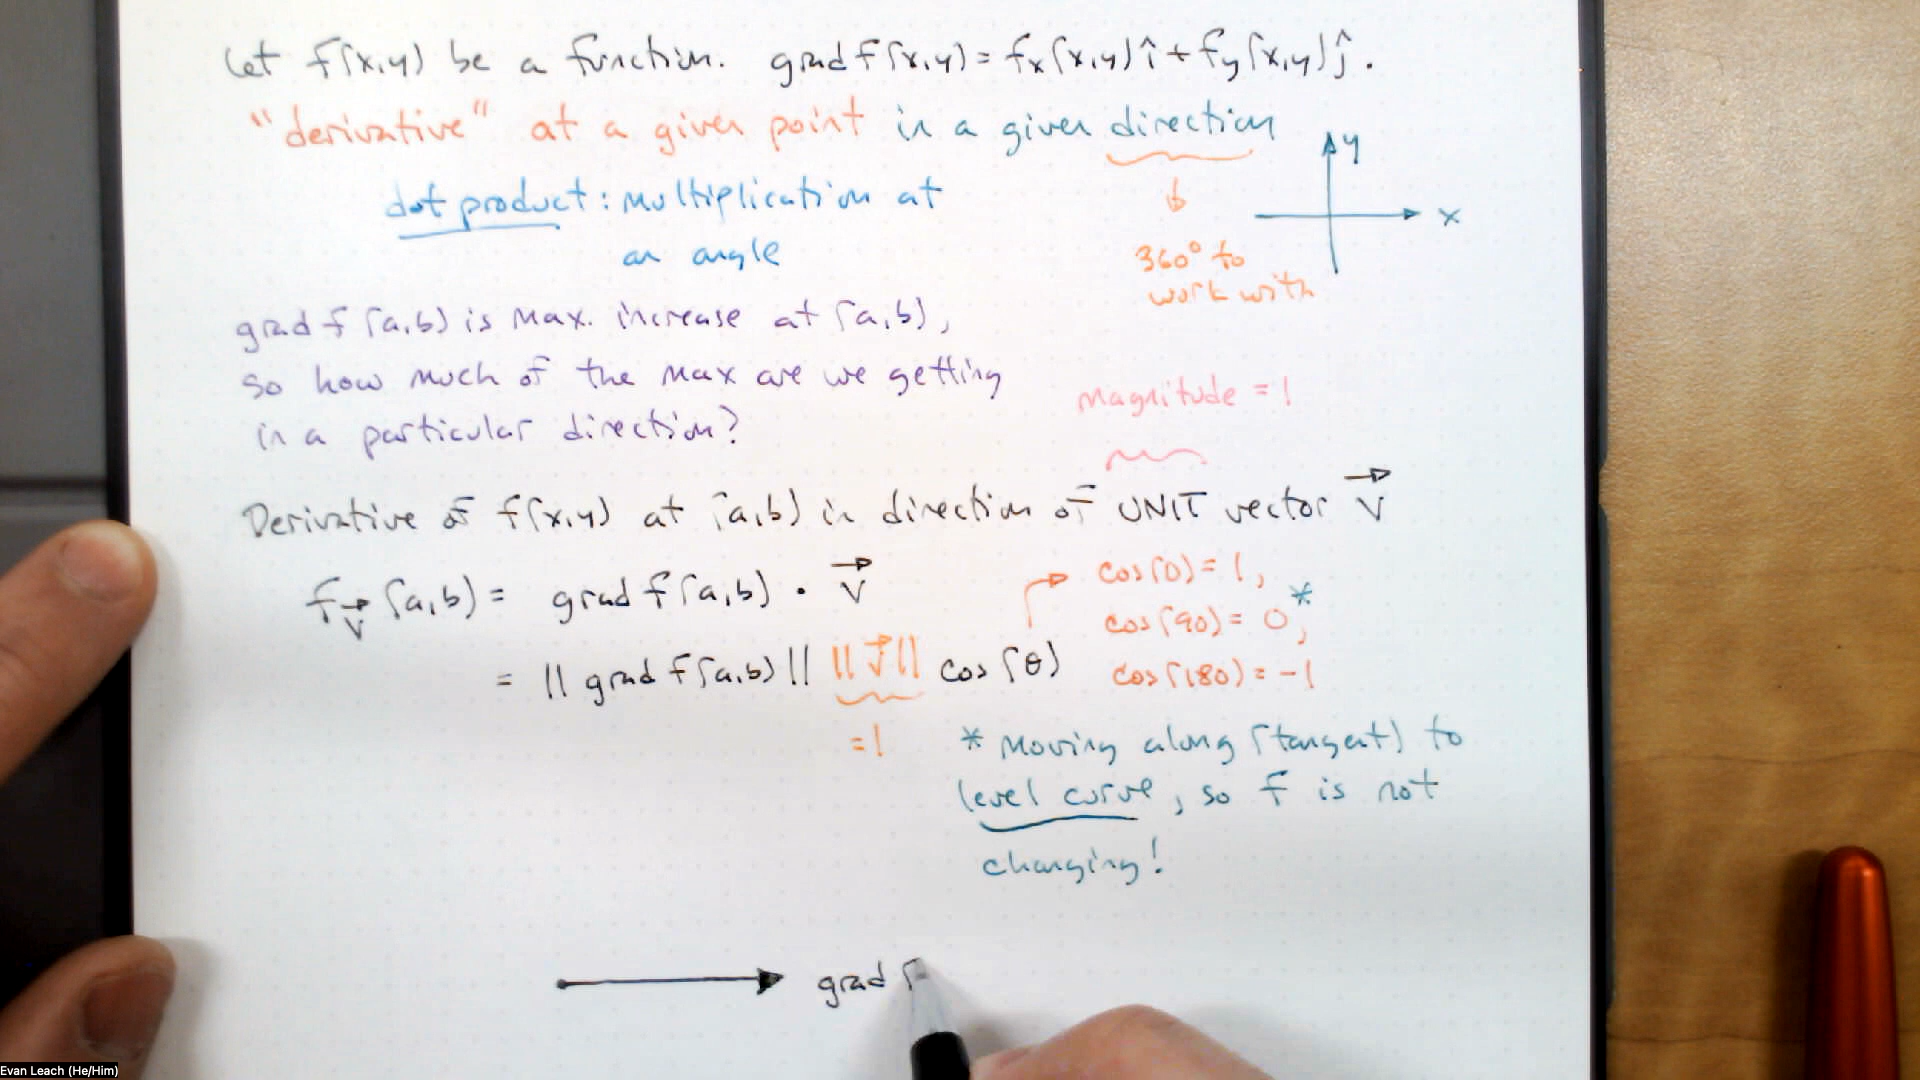 Let f(x,y) be a function. grad f(x,y) = fx(x,y) î + fy(x,y) ĵ.
"derivative" at a given point in a given direction
y
x
dot product: multiplication at
an angle
360° to
work with
grad f(a,b) is max. increase at (a,b),
so how much of the max are we getting
in a particular direction?
magnitude = 1
Derivative of f(x,y) at (a,b) in direction of UNIT vector v⃗
f_v⃗(a,b) = grad f(a,b) · v⃗
= || grad f(a,b) || || v⃗ || cos(θ)
= 1
cos(0) = 1,
cos(90) = 0*,
cos(180) = -1
* moving along (tangent) to
level curve, so f is not
changing!
grad f
Evan Leach (He/Him)